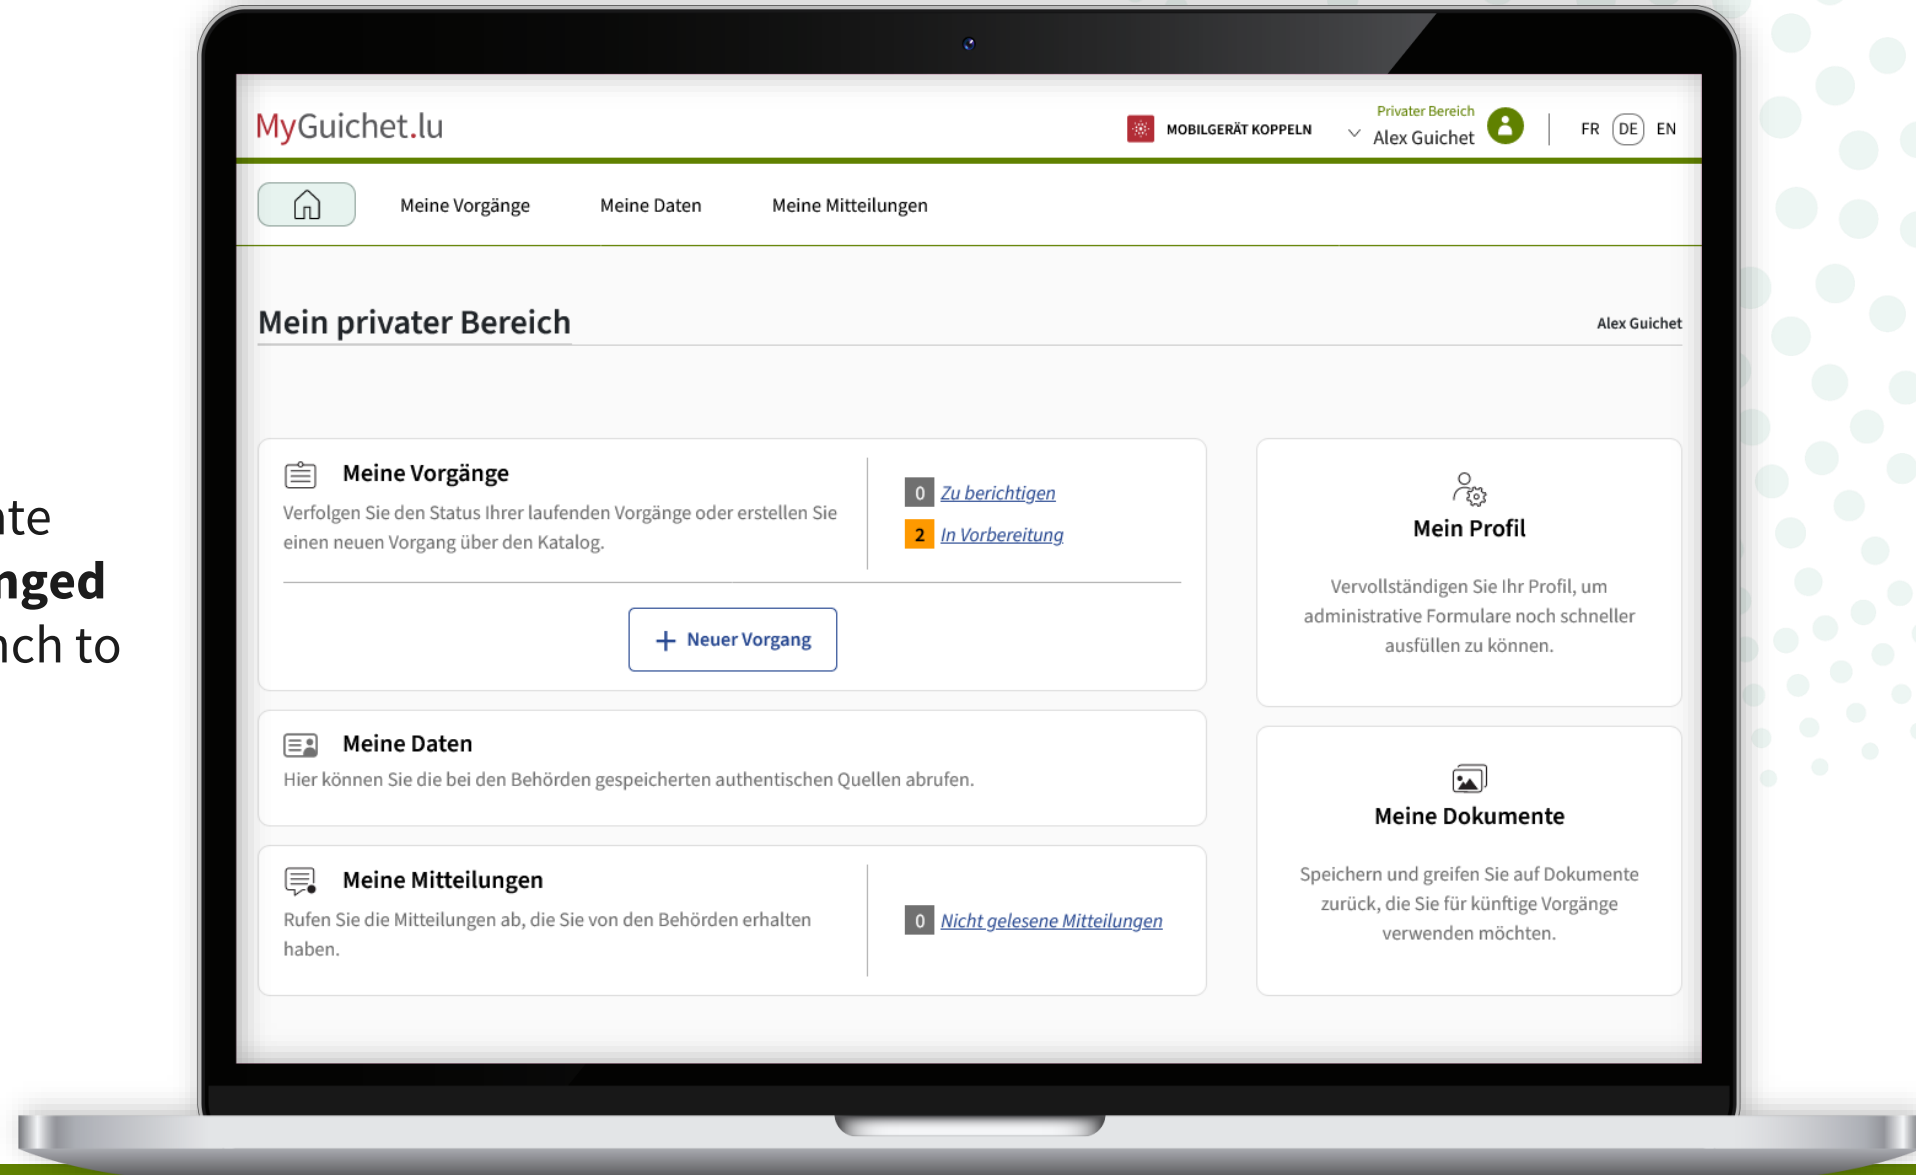 MyGuichet.lu
MOBILGERÄT KOPPELN
Privater Bereich
Alex Guichet
FR DE EN
Meine Vorgänge Meine Daten Meine Mitteilungen
Mein privater Bereich
Alex Guichet
Meine Vorgänge
Verfolgen Sie den Status Ihrer laufenden Vorgänge oder erstellen Sie
einen neuen Vorgang über den Katalog.
0 Zu berichtigen
2 In Vorbereitung
+ Neuer Vorgang
Meine Daten
Hier können Sie die bei den Behörden gespeicherten authentischen Quellen abrufen.
Meine Mitteilungen
Rufen Sie die Mitteilungen ab, die Sie von den Behörden erhalten
haben.
0 Nicht gelesene Mitteilungen
Mein Profil
Vervollständigen Sie Ihr Profil, um
administrative Formulare noch schneller
ausfüllen zu können.
Meine Dokumente
Speichern und greifen Sie auf Dokumente
zurück, die Sie für künftige Vorgänge
verwenden möchten.
to